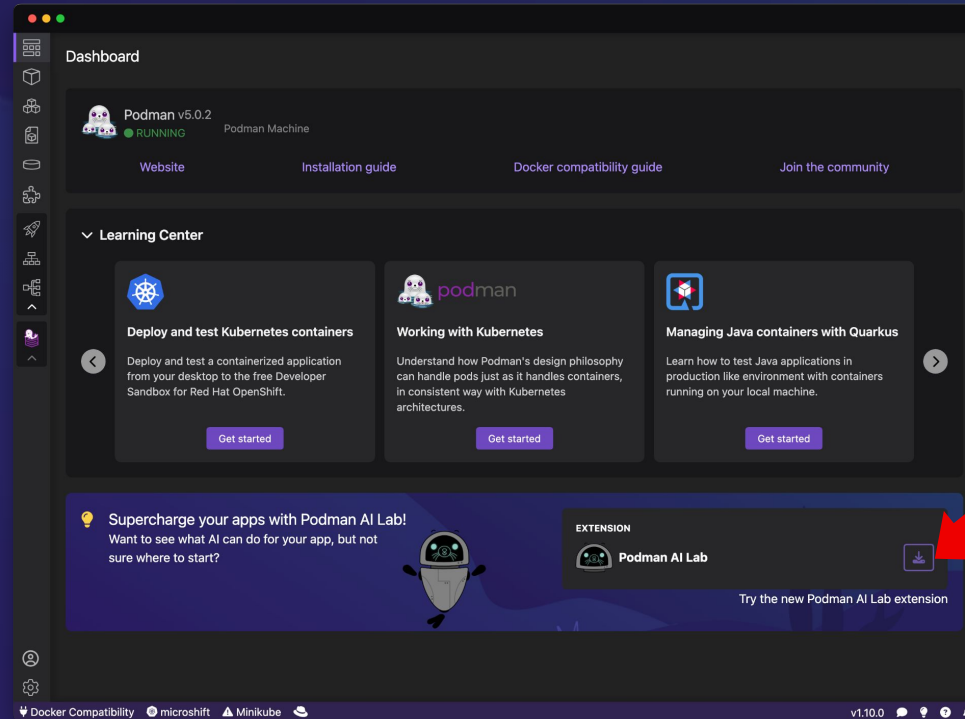 Dashboard
Podman v5.0.2
RUNNING
Podman Machine
Website
Installation guide
Docker compatibility guide
Join the community
Learning Center
podman
Deploy and test Kubernetes containers
Deploy and test a containerized application
from your desktop to the free Developer
Sandbox for Red Hat OpenShift.
Get started
Working with Kubernetes
Understand how Podman's design philosophy
can handle pods just as it handles containers,
in consistent way with Kubernetes
architectures.
Get started
Managing Java containers with Quarkus
Learn how to test Java applications in
production like environment with containers
running on your local machine.
Get started
Supercharge your apps with Podman AI Lab!
Want to see what AI can do for your app, but not
sure where to start?
EXTENSION
Podman AI Lab
Try the new Podman AI Lab extension
Docker Compatibility
microshift
Minikube
v1.10.0